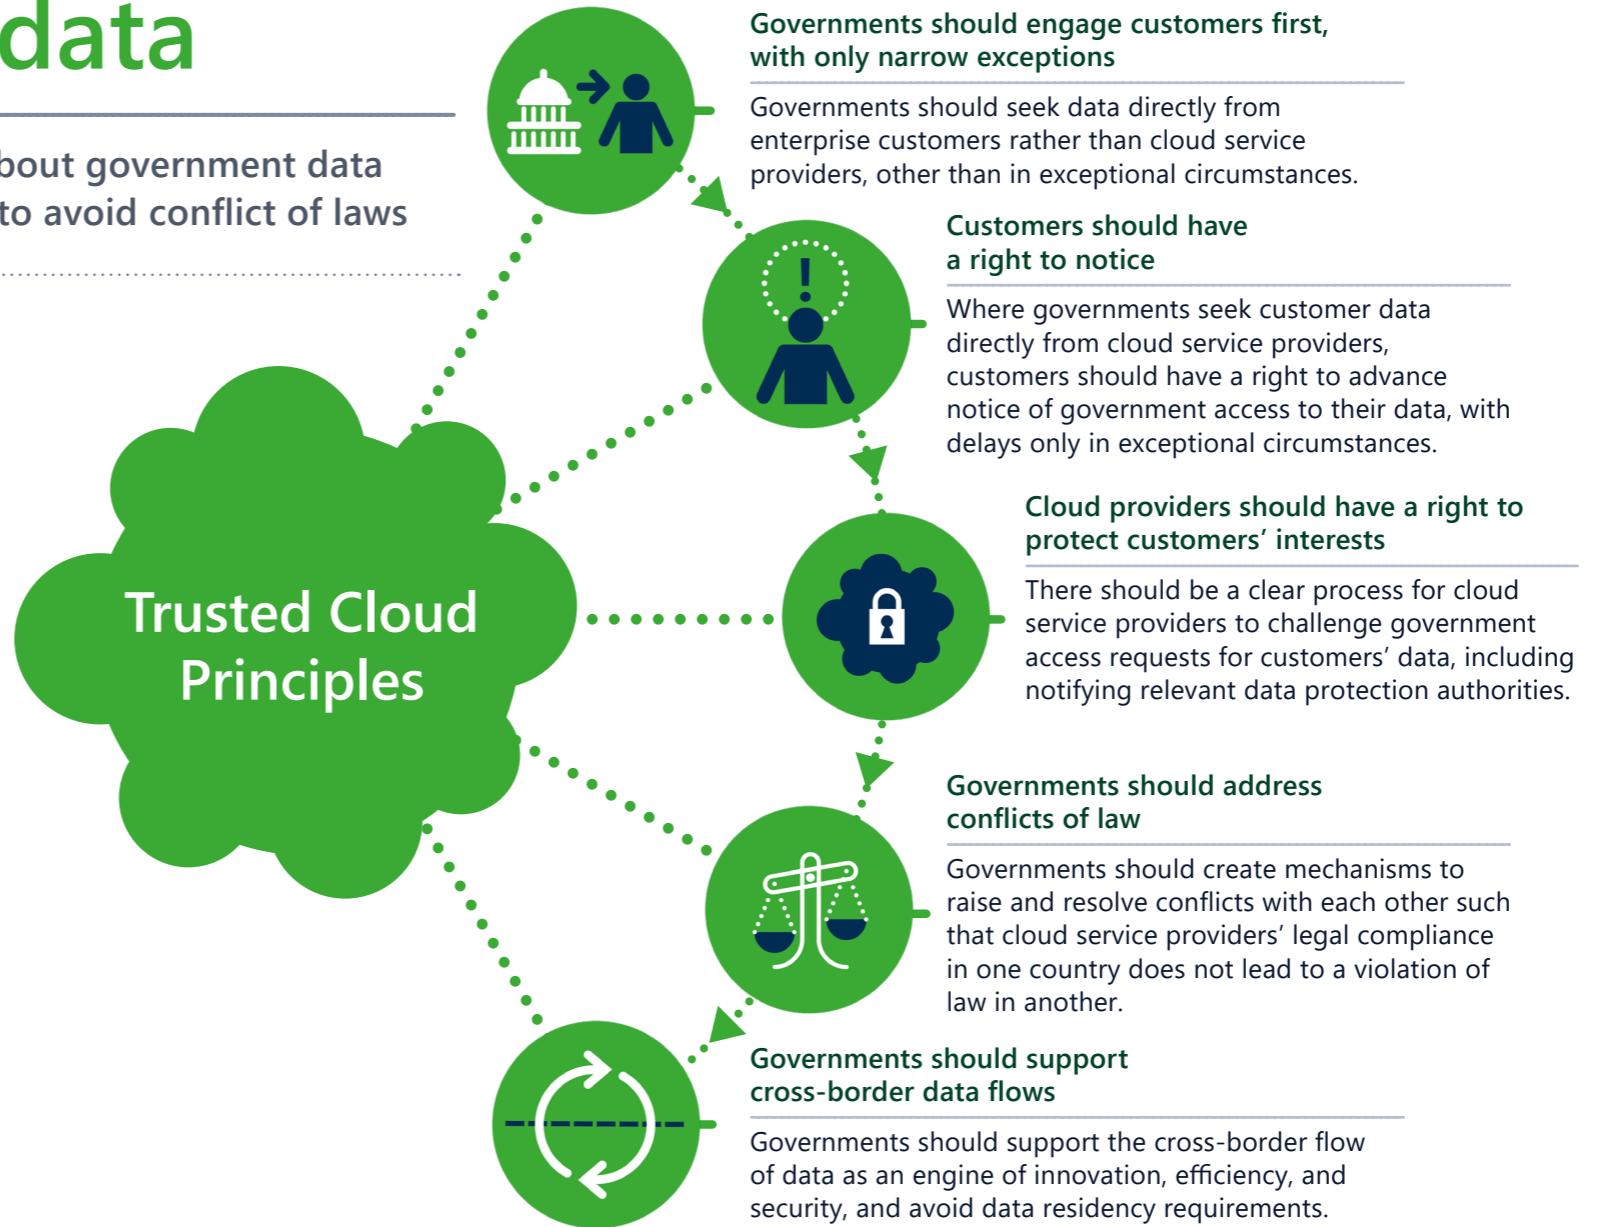 data
bout government data
to avoid conflict of laws
Trusted Cloud
Principles
Governments should engage customers first,
with only narrow exceptions
Governments should seek data directly from
enterprise customers rather than cloud service
providers, other than in exceptional circumstances.
!
Customers should have
a right to notice
Where governments seek customer data
directly from cloud service providers,
customers should have a right to advance
notice of government access to their data, with
delays only in exceptional circumstances.
Cloud providers should have a right to
protect customers’ interests
There should be a clear process for cloud
service providers to challenge government
access requests for customers’ data, including
notifying relevant data protection authorities.
Governments should address
conflicts of law
Governments should create mechanisms to
raise and resolve conflicts with each other such
that cloud service providers’ legal compliance
in one country does not lead to a violation of
law in another.
Governments should support
cross-border data flows
Governments should support the cross-border flow
of data as an engine of innovation, efficiency, and
security, and avoid data residency requirements.